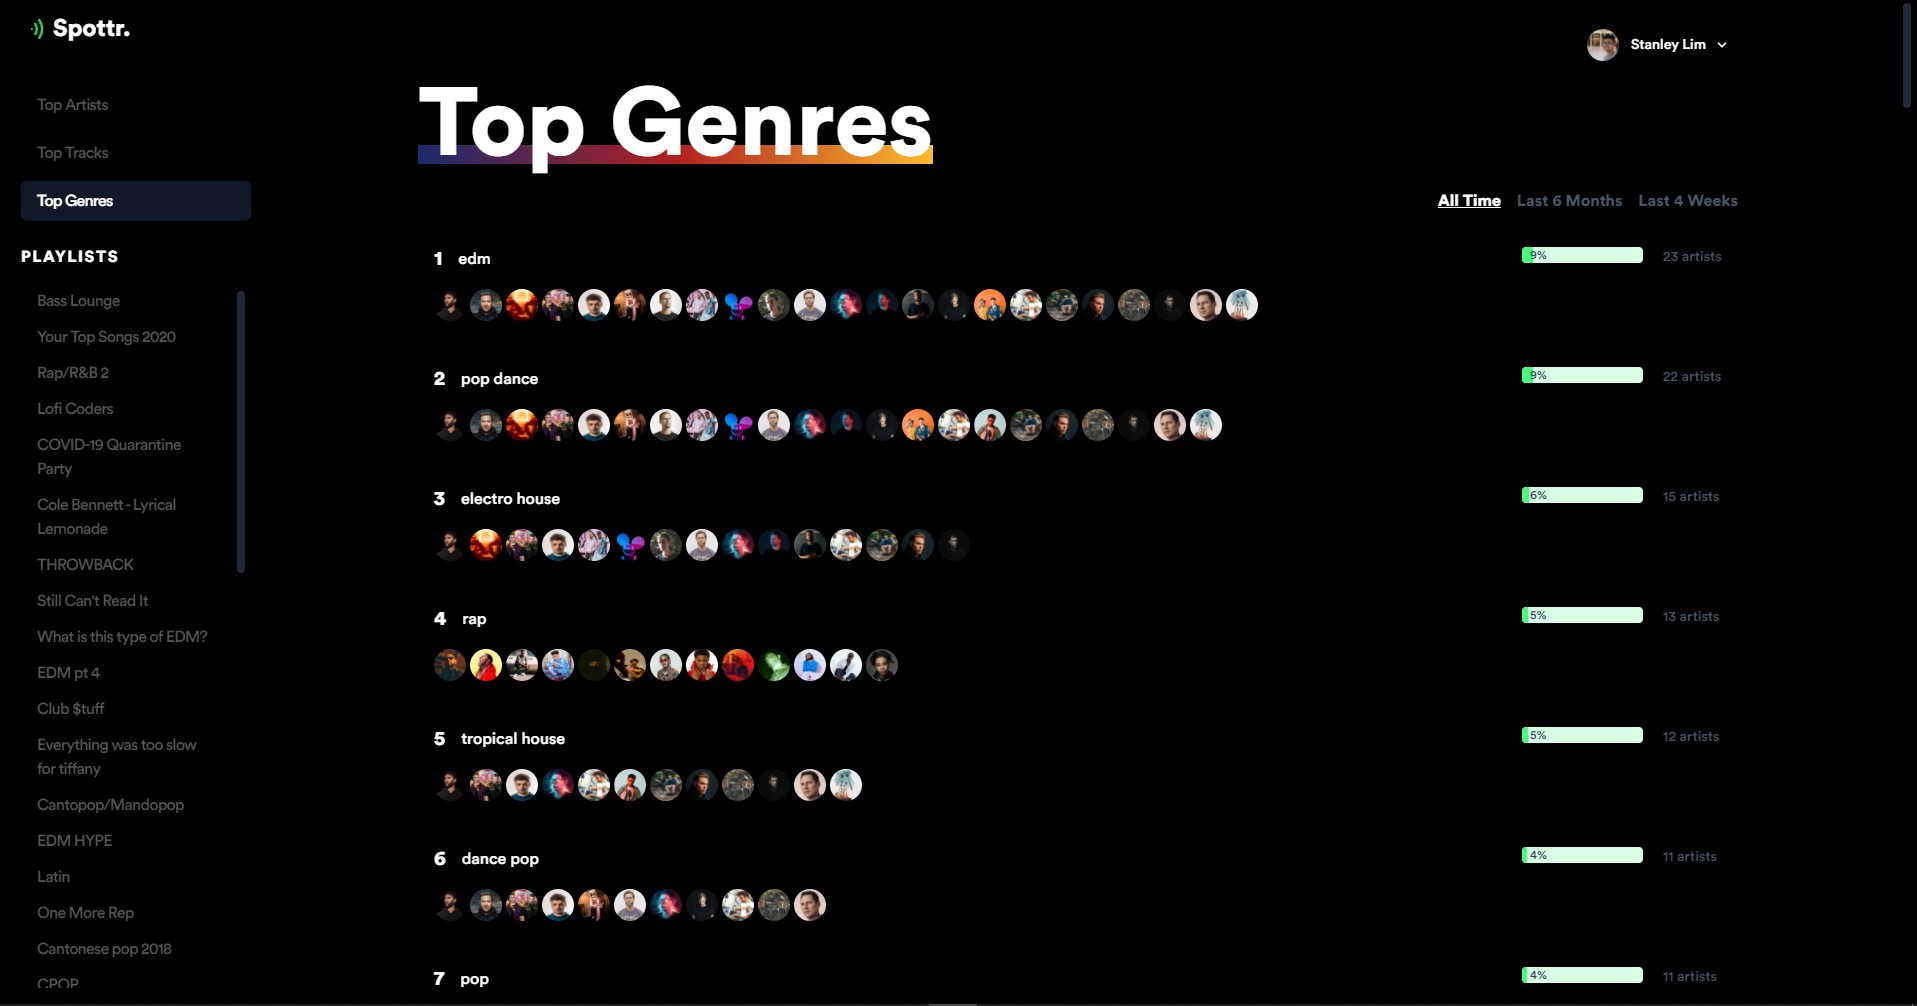 Spottr.
Stanley Lim
Top Artists
Top Tracks
Top Genres
PLAYLISTS
Bass Lounge
Your Top Songs 2020
Rap/R&B 2
Lofi Coders
COVID-19 Quarantine
Party
Cole Bennett - Lyrical
Lemonade
THROWBACK
Still Can't Read It
What is this type of EDM?
EDM pt 4
Club $tuff
Everything was too slow
for tiffany
Cantopop/Mandopop
EDM HYPE
Latin
One More Rep
Cantonese pop 2018
CPOP
Top Genres
All Time Last 6 Months Last 4 Weeks
1 edm 9% 23 artists
2 pop dance 9% 22 artists
3 electro house 6% 15 artists
4 rap 5% 13 artists
5 tropical house 5% 12 artists
6 dance pop 4% 11 artists
7 pop 4% 11 artists